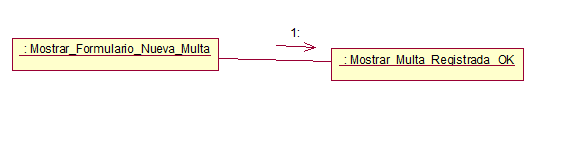 1:
: Mostrar_Formulario_Nueva_Multa
: Mostrar_Multa_Registrada_OK